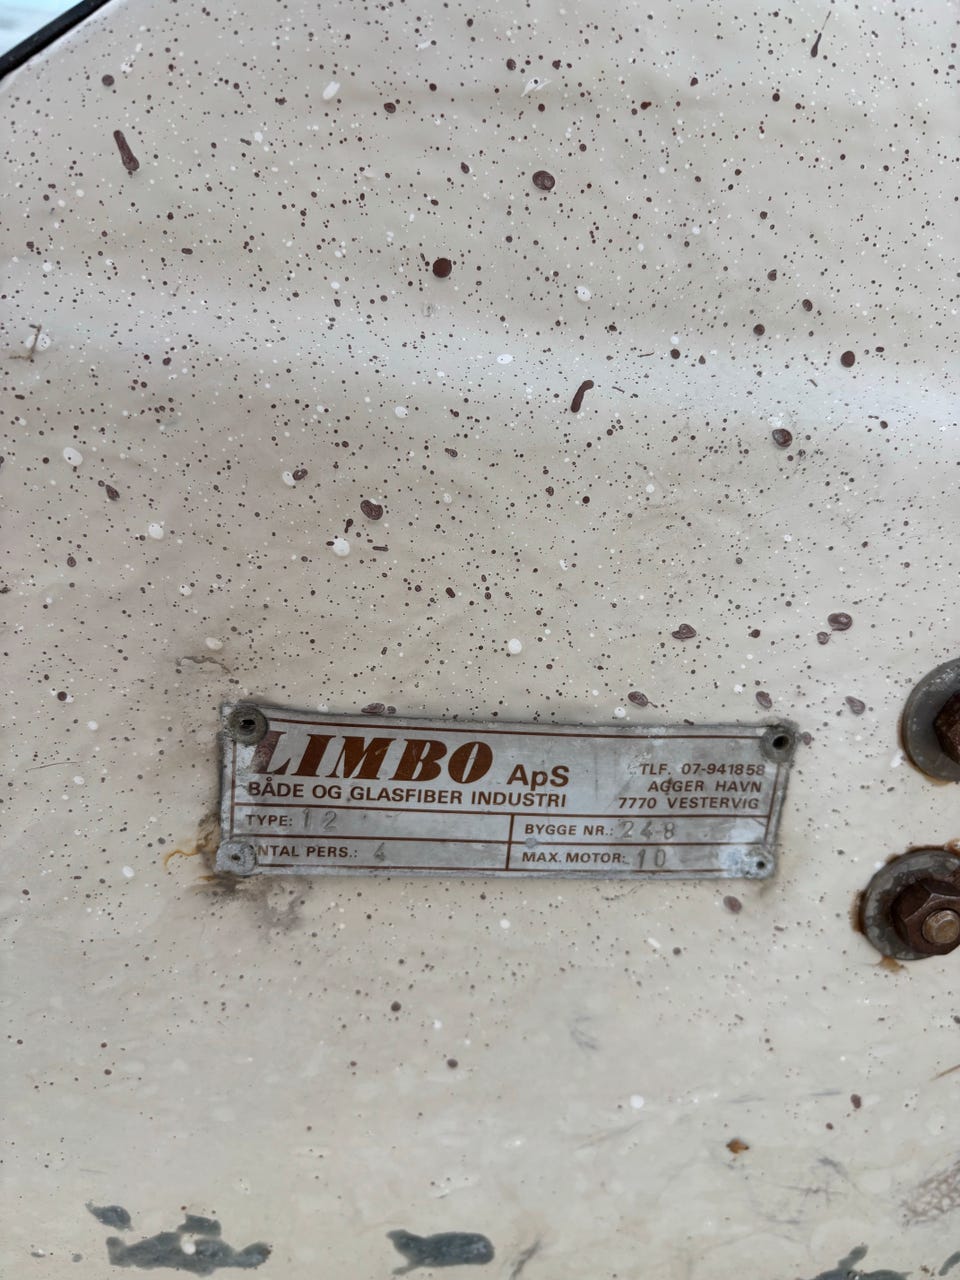 LIMBO ApS
BÅDE OG GLASFIBER INDUSTRI
TLF. 07-941858
AGGER HAVN
7770 VESTERVIG
TYPE: 12
BYGGE NR.: 248
ANTAL PERS.: 4
MAX. MOTOR: 10